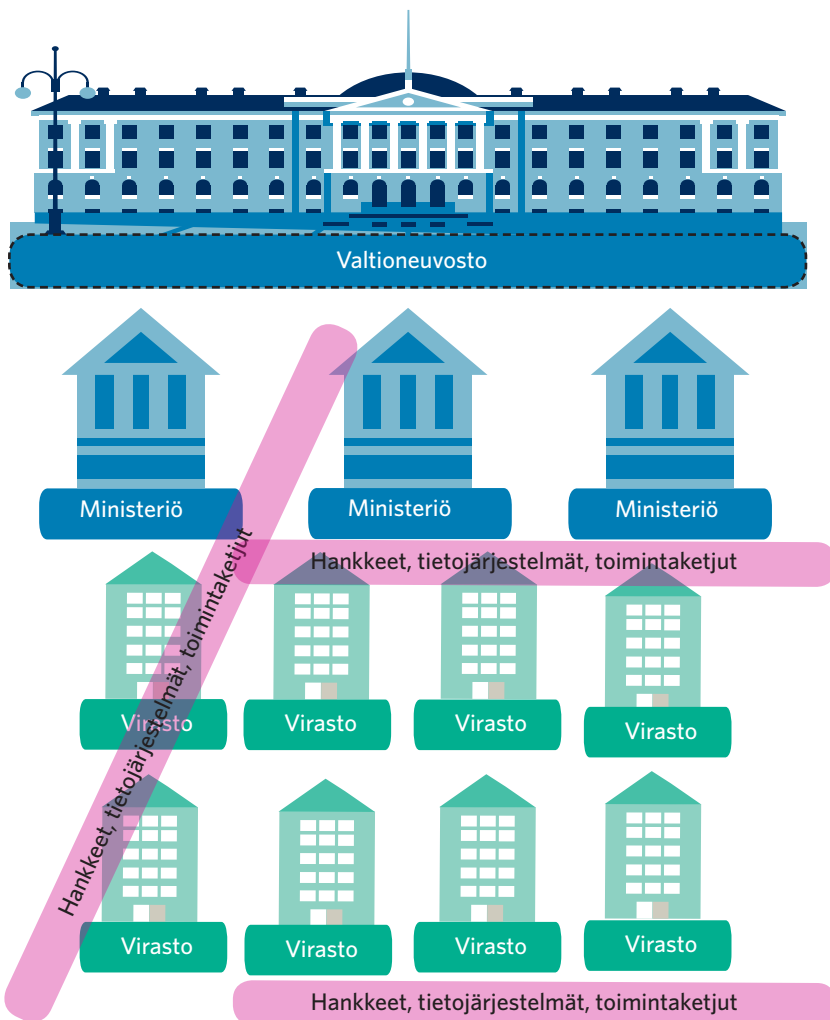 Valtioneuvosto
Ministeriö
Ministeriö
Ministeriö
Hankkeet, tietojärjestelmät, toimintaketjut
Hankkeet, tietojärjestelmät, toimintaketjut
Virasto
Virasto
Virasto
Virasto
Virasto
Virasto
Virasto
Virasto
Hankkeet, tietojärjestelmät, toimintaketjut